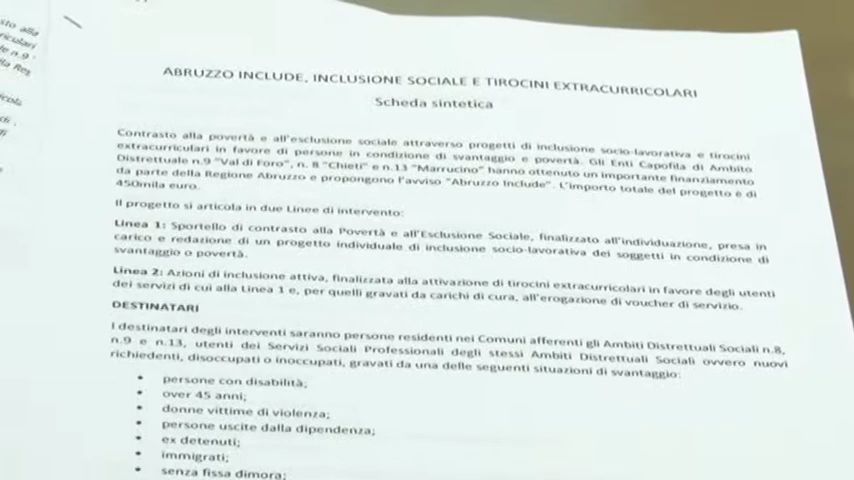 sto alla
riculari
te n.9
lla Reg
ABRUZZO INCLUDE, INCLUSIONE SOCIALE E TIROCINI EXTRACURRICOLARI
Scheda sintetica
Contrasto alla povertà e all'esclusione sociale attraverso progetti di inclusione socio-lavorativa e tirocini
extracurriculari in favore di persone in condizione di svantaggio e povertà. Gli Enti Capofila di Ambito
Distrettuale n.9 "Val di Foro", n. 8 "Chieti" e n.13 "Marrucino" hanno ottenuto un importante finanziamento
da parte della Regione Abruzzo e propongono l'avviso "Abruzzo Include". L'importo totale del progetto è di
450mila euro.
Il progetto si articola in due Linee di intervento:
Linea 1: Sportello di contrasto alla Povertà e all'Esclusione Sociale, finalizzato all'individuazione, presa in
carico e redazione di un progetto individuale di inclusione socio-lavorativa dei soggetti in condizione di
svantaggio o povertà.
Linea 2: Azioni di inclusione attiva, finalizzata alla attivazione di tirocini extracurricolari in favore degli utenti
dei servizi di cui alla Linea 1 e, per quelli gravati da carichi di cura, all'erogazione di voucher di servizio.
DESTINATARI
I destinatari degli interventi saranno persone residenti nei Comuni afferenti gli Ambiti Distrettuali Sociali n.8,
n.9 e n.13, utenti dei Servizi Sociali Professionali degli stessi Ambiti Distrettuali Sociali ovvero nuovi
richiedenti, disoccupati o inoccupati, gravati da una delle seguenti situazioni di svantaggio:
• persone con disabilità;
• over 45 anni;
• donne vittime di violenza;
• persone uscite dalla dipendenza;
• ex detenuti;
• immigrati;
• senza fissa dimora;